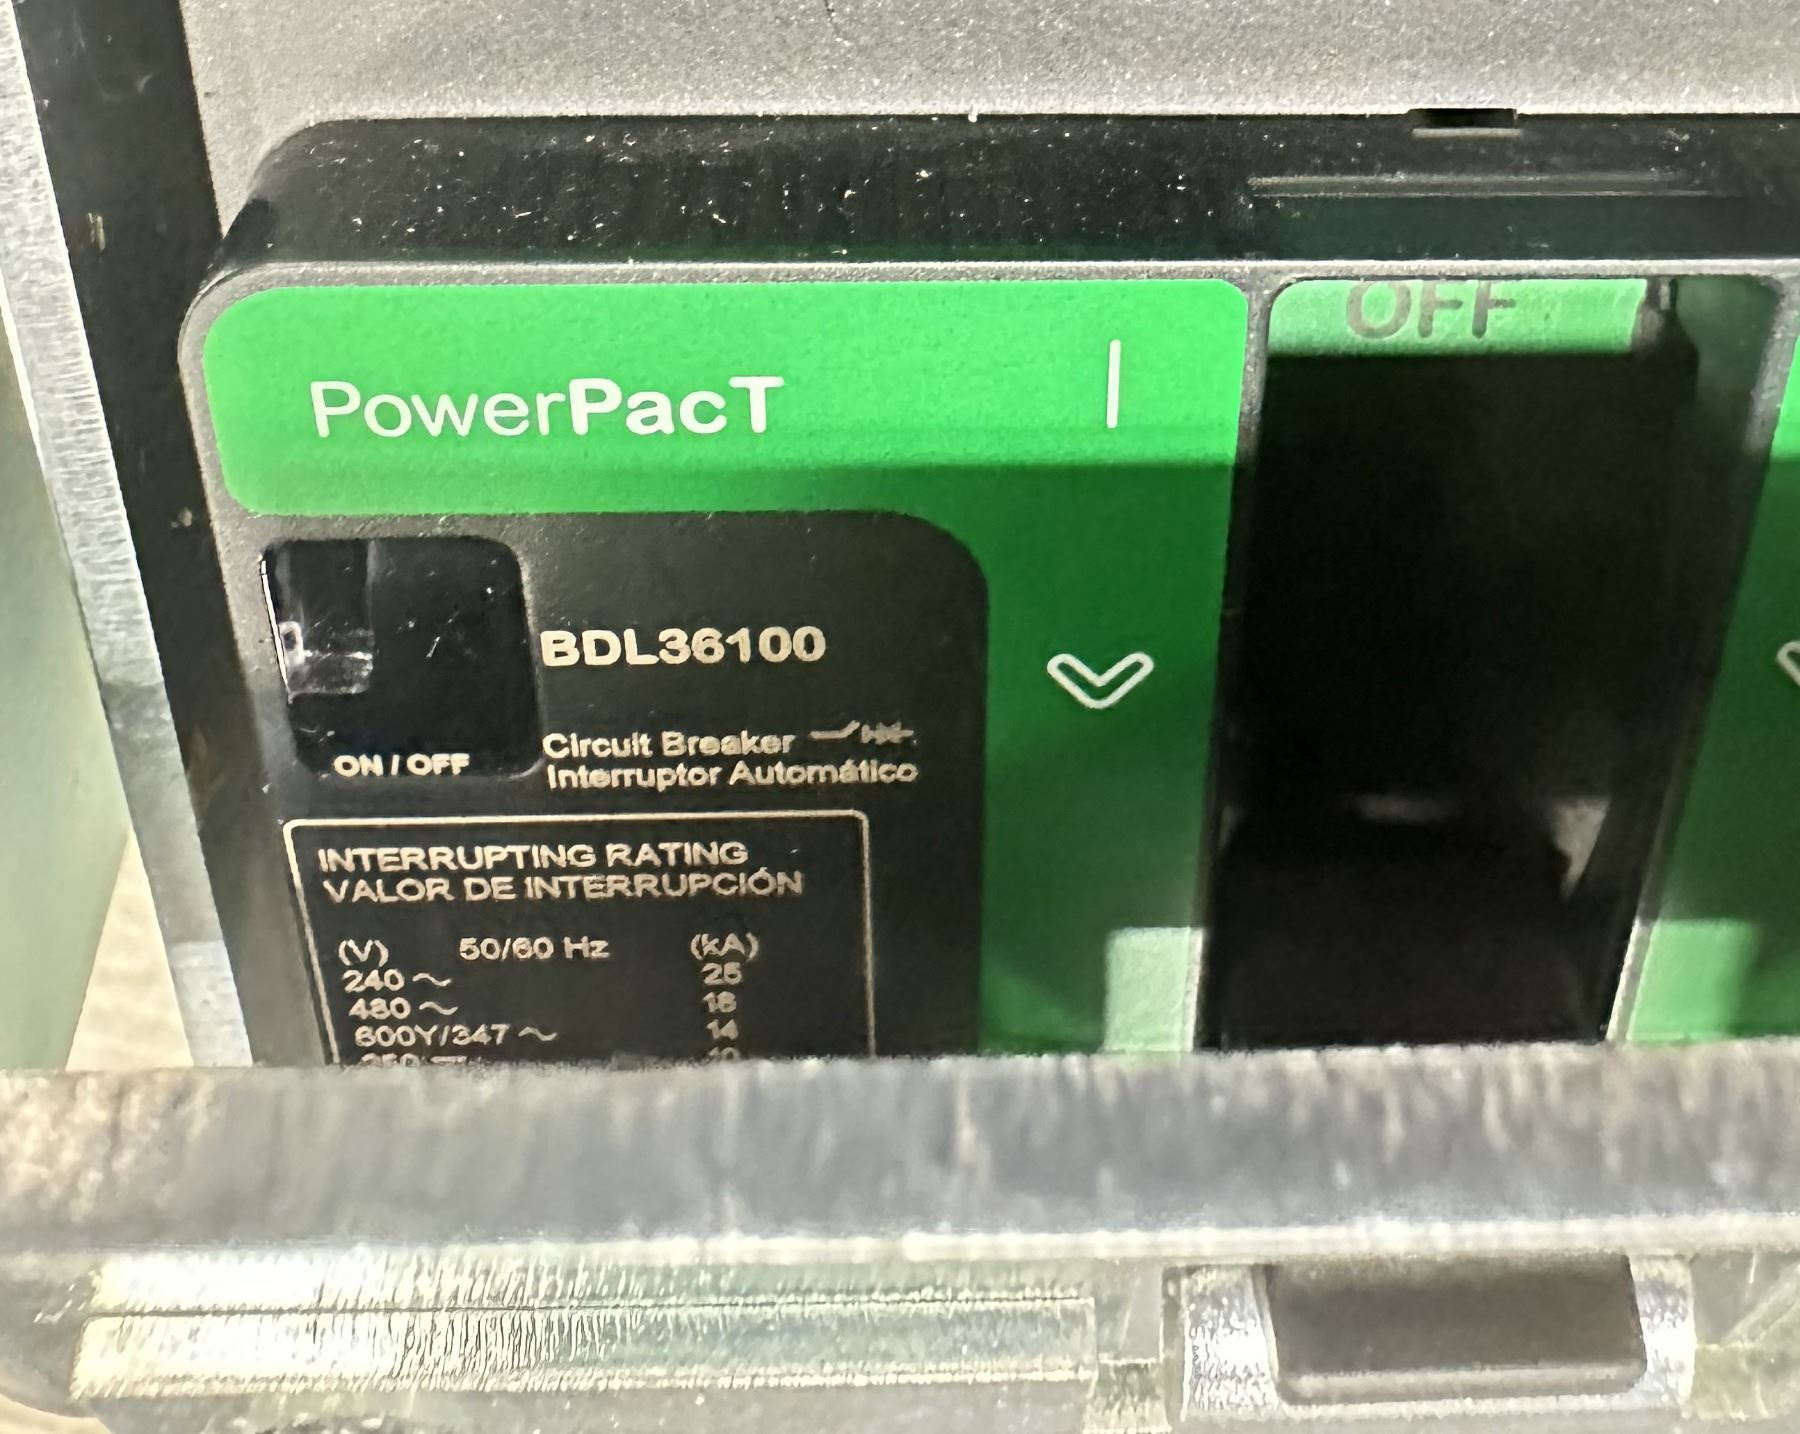 OFF
PowerPacT
BDL36100
ON / OFF
Circuit Breaker
Interruptor Automático
INTERRUPTING RATING
VALOR DE INTERRUPCIÓN
(V) 50/60 Hz (kA)
240 ~ 25
480 ~ 18
600Y/347 ~ 14